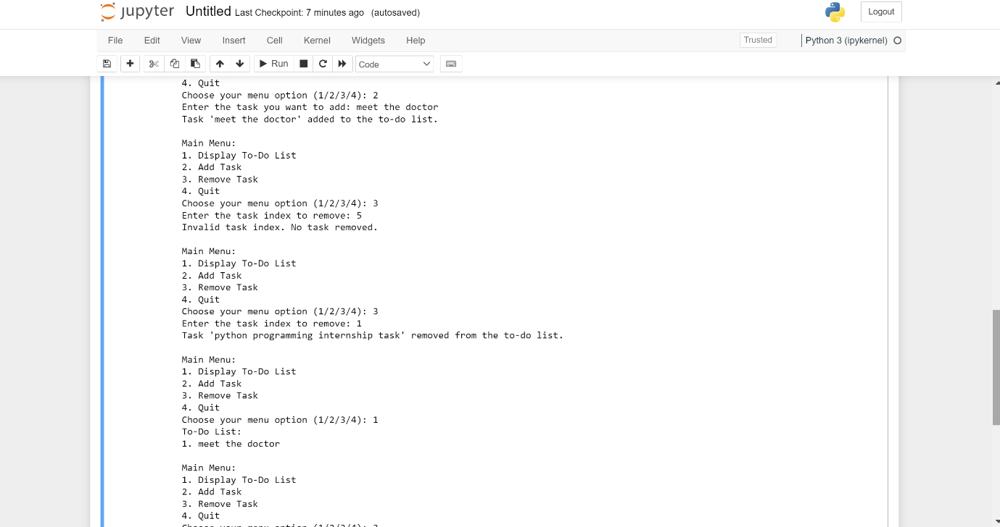 jupyter Untitled Last Checkpoint: 7 minutes ago (autosaved) Logout
File Edit View Insert Cell Kernel Widgets Help Trusted Python 3 (ipykernel)
Run Code
4. Quit
Choose your menu option (1/2/3/4): 2
Enter the task you want to add: meet the doctor
Task 'meet the doctor' added to the to-do list.
Main Menu:
1. Display To-Do List
2. Add Task
3. Remove Task
4. Quit
Choose your menu option (1/2/3/4): 3
Enter the task index to remove: 5
Invalid task index. No task removed.
Main Menu:
1. Display To-Do List
2. Add Task
3. Remove Task
4. Quit
Choose your menu option (1/2/3/4): 3
Enter the task index to remove: 1
Task 'python programming internship task' removed from the to-do list.
Main Menu:
1. Display To-Do List
2. Add Task
3. Remove Task
4. Quit
Choose your menu option (1/2/3/4): 1
To-Do List:
1. meet the doctor
Main Menu:
1. Display To-Do List
2. Add Task
3. Remove Task
4. Quit